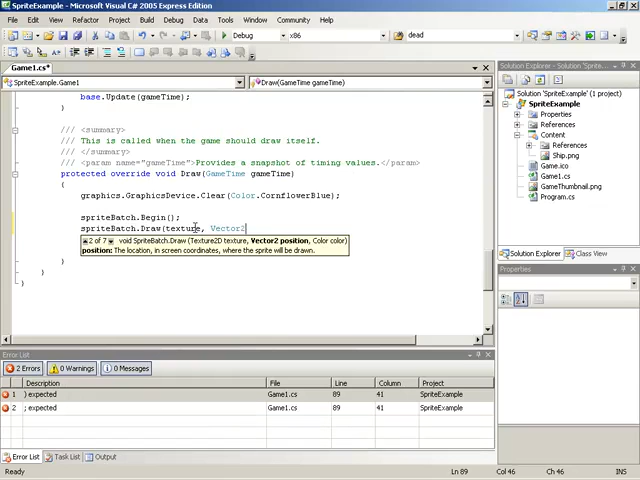 SpriteExample - Microsoft Visual C# 2005 Express Edition
File Edit View Refactor Project Build Debug Data Tools Window Community Help
Debug x86 dead
Game1.cs*
SpriteExample.Game1 Draw(GameTime gameTime)
base.Update(gameTime);
}
/// <summary>
/// This is called when the game should draw itself.
/// </summary>
/// <param name="gameTime">Provides a snapshot of timing values.</param>
protected override void Draw(GameTime gameTime)
{
graphics.GraphicsDevice.Clear(Color.CornflowerBlue);
spriteBatch.Begin();
spriteBatch.Draw(texture, Vector2
2 of 7 void SpriteBatch.Draw(Texture2D texture, Vector2 position, Color color)
position: The location, in screen coordinates, where the sprite will be drawn.
}
}
}
Solution Explorer - Solution 'Sprite...
Solution 'SpriteExample' (1 project)
SpriteExample
Properties
References
Content
References
Ship.png
Game.ico
Game1.cs
GameThumbnail.png
Program.cs
Solution Explorer Class View
Properties
Error List
2 Errors 0 Warnings 0 Messages
Description File Line Column Project
1 ) expected Game1.cs 89 41 SpriteExample
2 ; expected Game1.cs 89 41 SpriteExample
Error List Task List Output
Ready Ln 89 Col 46 Ch 46